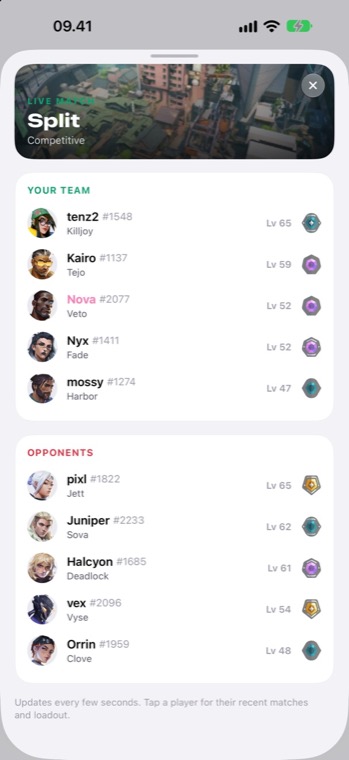 09.41
LIVE MATCH
Split
Competitive
YOUR TEAM
tenz2 #1548
Killjoy
Lv 65
Kairo #1137
Tejo
Lv 59
Nova #2077
Veto
Lv 52
Nyx #1411
Fade
Lv 52
mossy #1274
Harbor
Lv 47
OPPONENTS
pixl #1822
Jett
Lv 65
Juniper #2233
Sova
Lv 62
Halcyon #1685
Deadlock
Lv 61
vex #2096
Vyse
Lv 54
Orrin #1959
Clove
Lv 48
Updates every few seconds. Tap a player for their recent matches
and loadout.